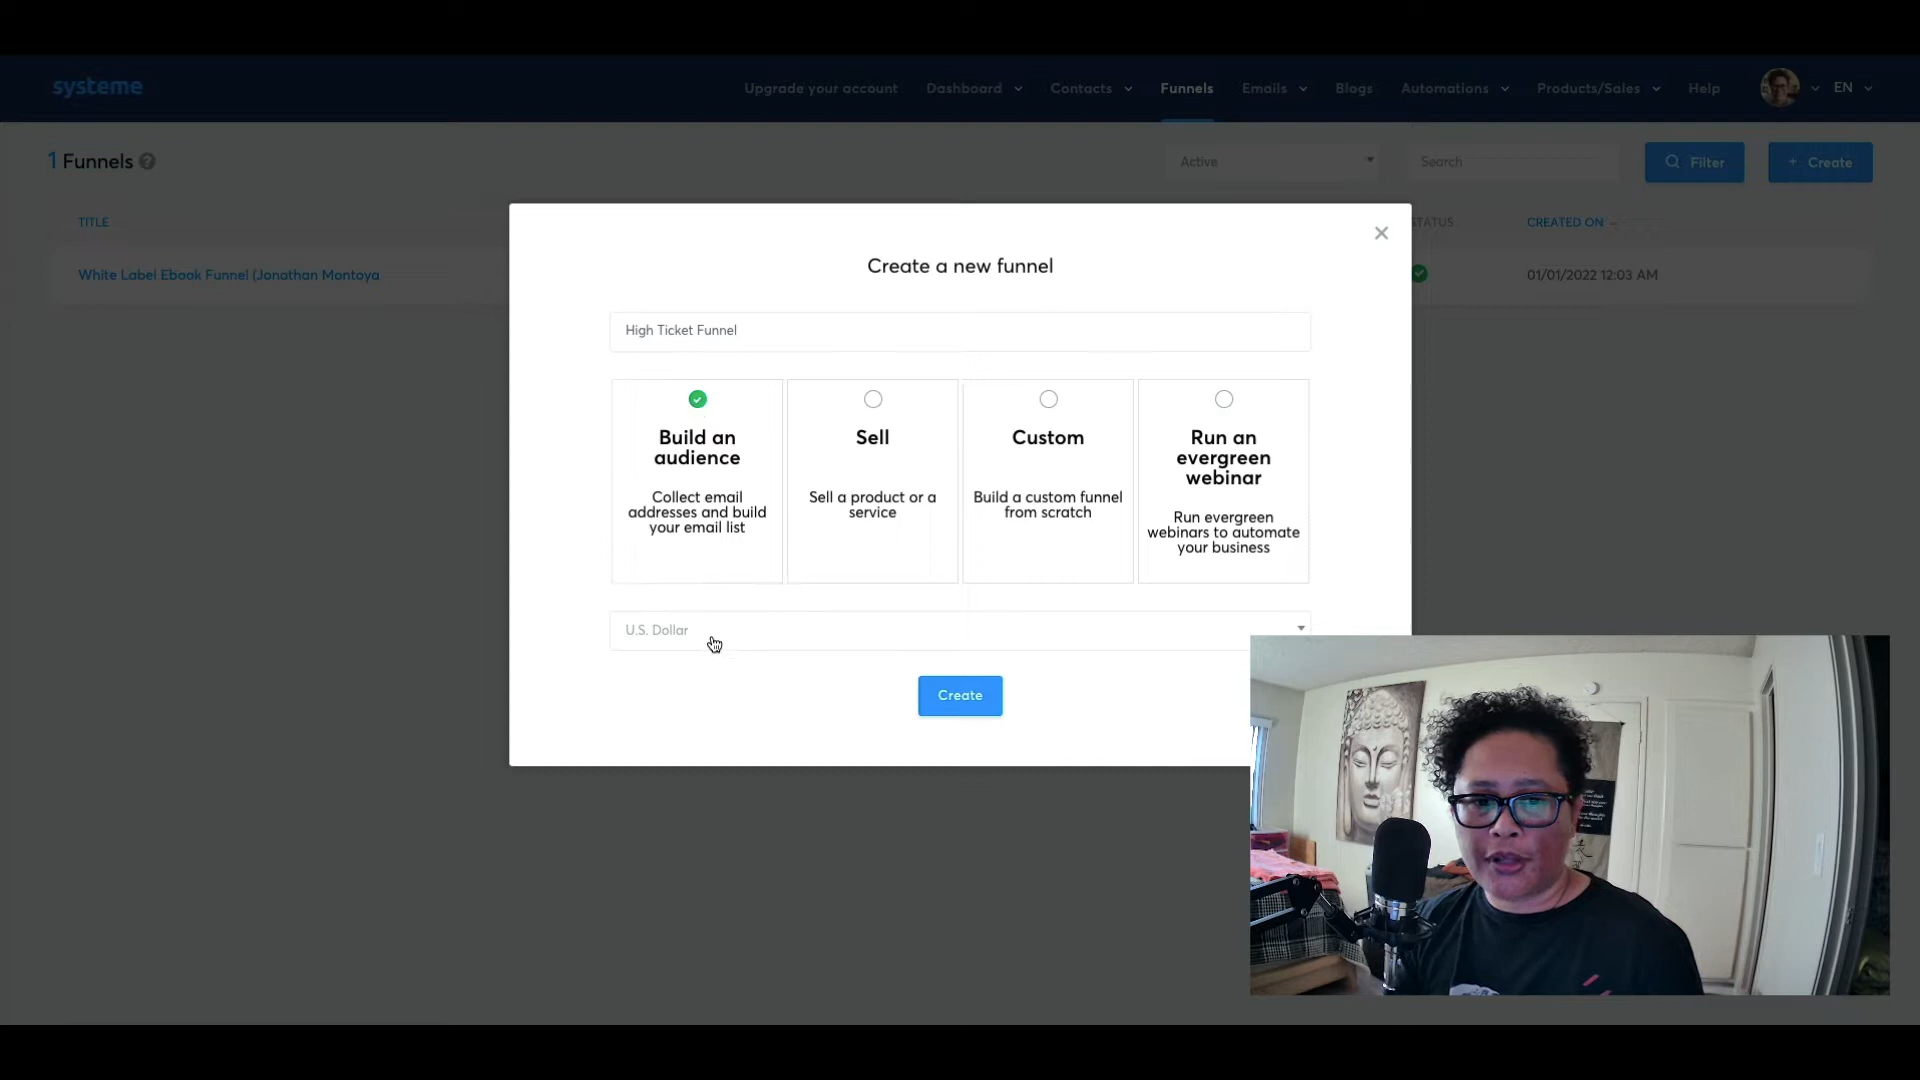 systeme
Upgrade your account Dashboard Contacts Funnels Emails Blogs Automations Products/Sales Help EN
1 Funnels ?
Active
Search
Filter
+ Create
TITLE
STATUS
CREATED ON
White Label Ebook Funnel (Jonathan Montoya
01/01/2022 12:03 AM
Create a new funnel
High Ticket Funnel
Build an
audience
Collect email
addresses and build
your email list
Sell
Sell a product or a
service
Custom
Build a custom funnel
from scratch
Run an
evergreen
webinar
Run evergreen
webinars to automate
your business
U.S. Dollar
Create